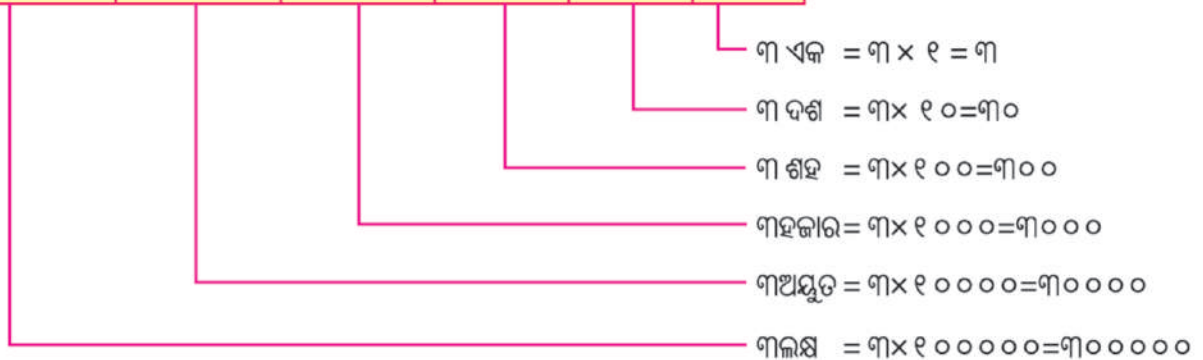 ୩ ଏକ = ୩ × ୧ = ୩
୩ ଦଶ = ୩× ୧୦=୩୦
୩ ଶହ = ୩×୧୦୦=୩୦୦
୩ହଜାର= ୩×୧୦୦୦=୩୦୦୦
୩ଅୟୁତ = ୩×୧୦୦୦୦=୩୦୦୦୦
୩ଲକ୍ଷ = ୩×୧୦୦୦୦୦=୩୦୦୦୦୦